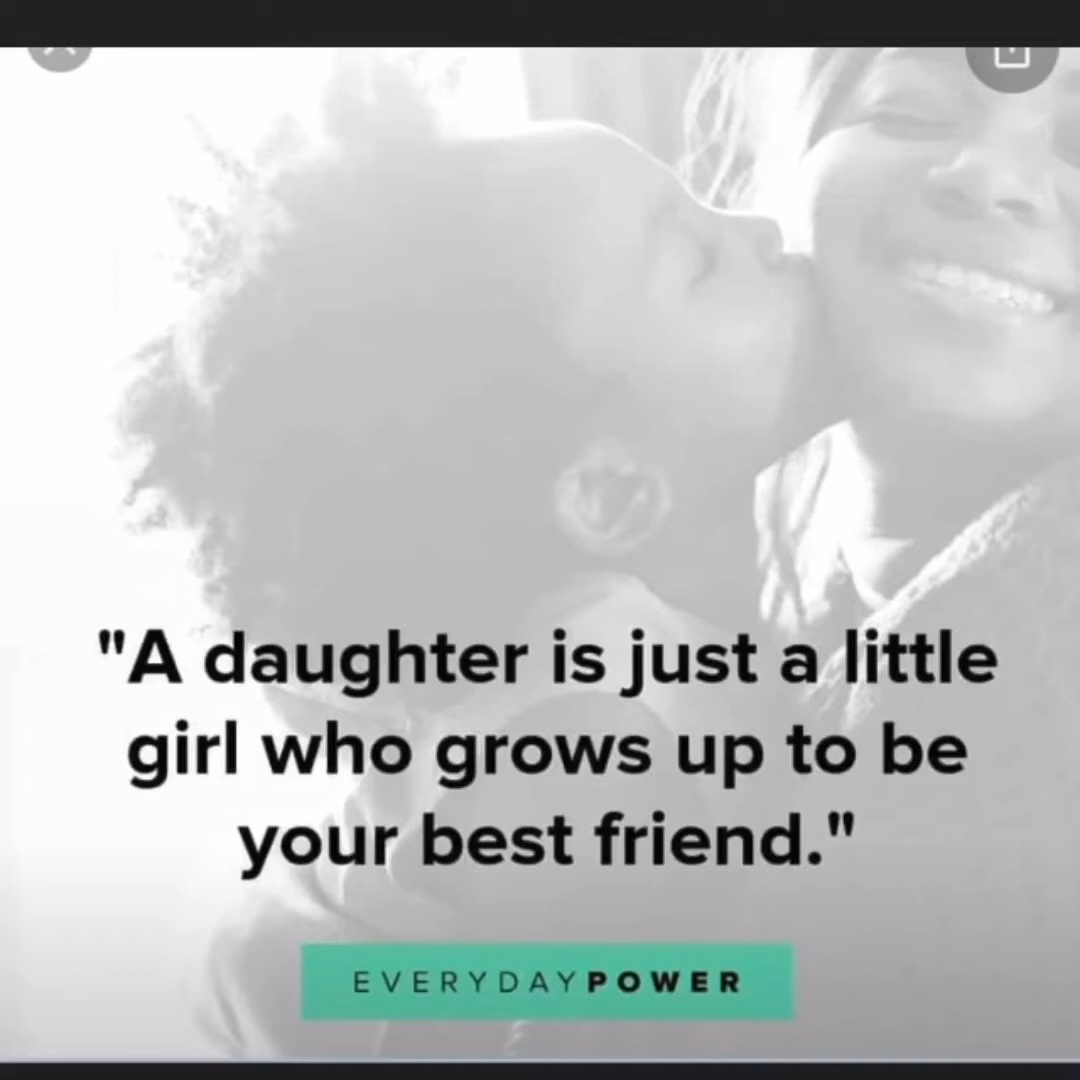 "A daughter is just a little
girl who grows up to be
your best friend."
EVERYDAYPOWER